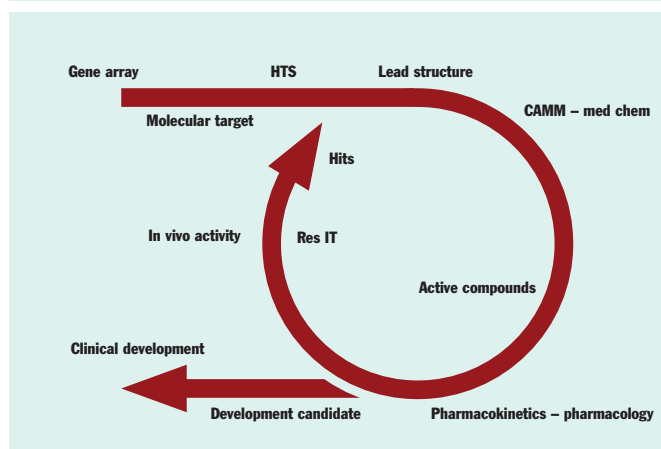 Gene array
HTS
Lead structure
CAMM – med chem
Molecular target
Hits
In vivo activity
Res IT
Active compounds
Clinical development
Development candidate
Pharmacokinetics – pharmacology